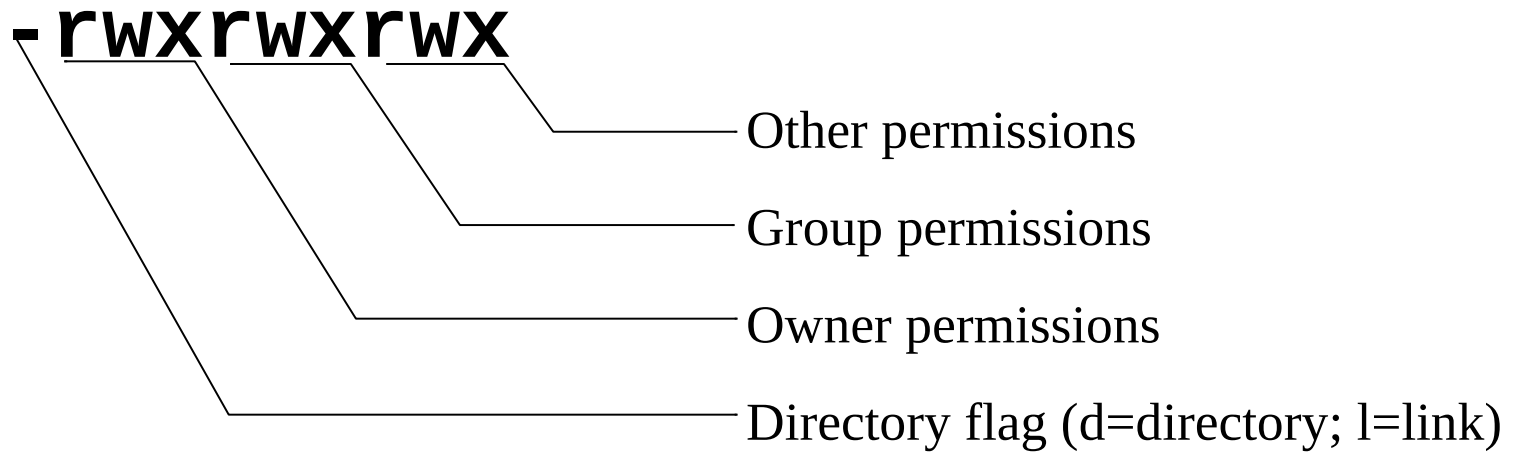 -rwxrwxrwx
Other permissions
Group permissions
Owner permissions
Directory flag (d=directory; l=link)